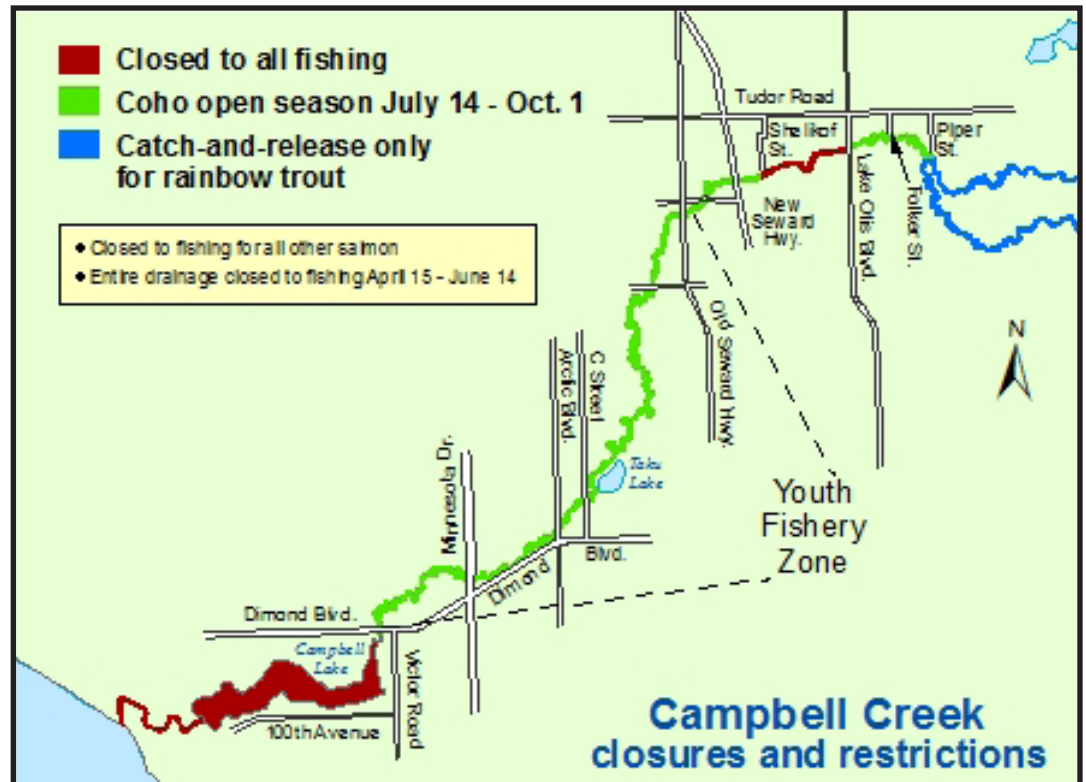 Closed to all fishing
Coho open season July 14 - Oct. 1
Catch-and-release only
for rainbow trout
• Closed to fishing for all other salmon
• Entire drainage closed to fishing April 15 - June 14
Tudor Road
Shelikof
St.
Piper
St.
Lake Otis Blvd.
Tolker St.
New
Seward
Hwy.
Old Seward Hwy.
N
C Street
Arctic Blvd.
Minnesota Dr.
Taku
Lake
Youth
Fishery
Zone
Dimond
Blvd.
Dimond Blvd.
Campbell
Lake
Victor Road
100th Avenue
Campbell Creek
closures and restrictions